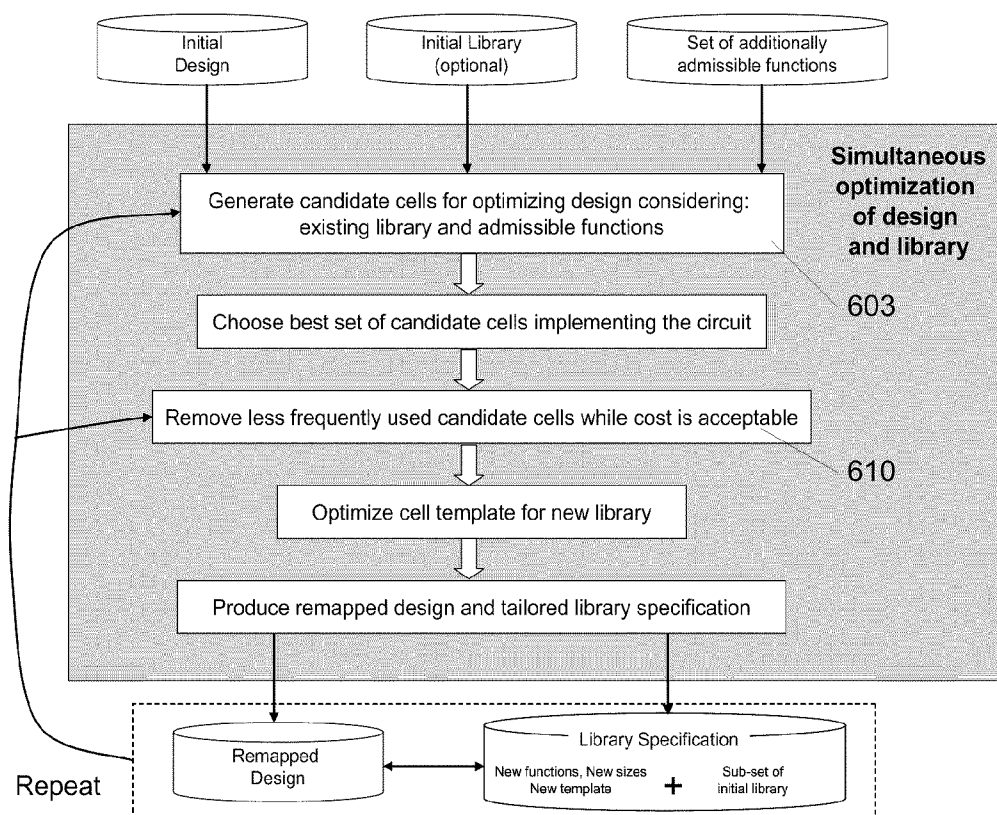 Initial
Design
Initial Library
(optional)
Set of additionally
admissible functions
Simultaneous
optimization
of design
and library
Generate candidate cells for optimizing design considering:
existing library and admissible functions
603
Choose best set of candidate cells implementing the circuit
Remove less frequently used candidate cells while cost is acceptable
610
Optimize cell template for new library
Produce remapped design and tailored library specification
Repeat
Remapped
Design
Library Specification
New functions, New sizes
New template
+
Sub-set of
initial library